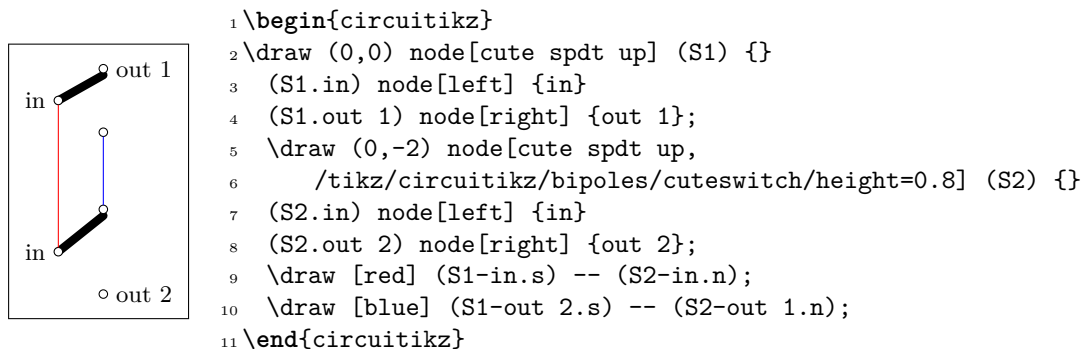 out 1
in
in
out 2
1 \begin{circuitikz}
2 \draw (0,0) node[cute spdt up] (S1) {}
3 (S1.in) node[left] {in}
4 (S1.out 1) node[right] {out 1};
5 \draw (0,-2) node[cute spdt up,
6 /tikz/circuitikz/bipoles/cuteswitch/height=0.8] (S2) {}
7 (S2.in) node[left] {in}
8 (S2.out 2) node[right] {out 2};
9 \draw [red] (S1-in.s) -- (S2-in.n);
10 \draw [blue] (S1-out 2.s) -- (S2-out 1.n);
11 \end{circuitikz}